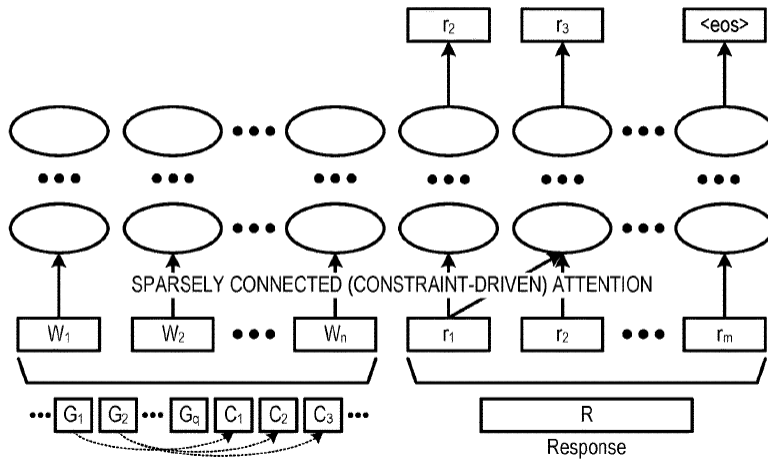 r2 r3 <eos>
SPARSELY CONNECTED (CONSTRAINT-DRIVEN) ATTENTION
W1 W2 Wn r1 r2 rm
G1 G2 Gq C1 C2 C3 R
Response